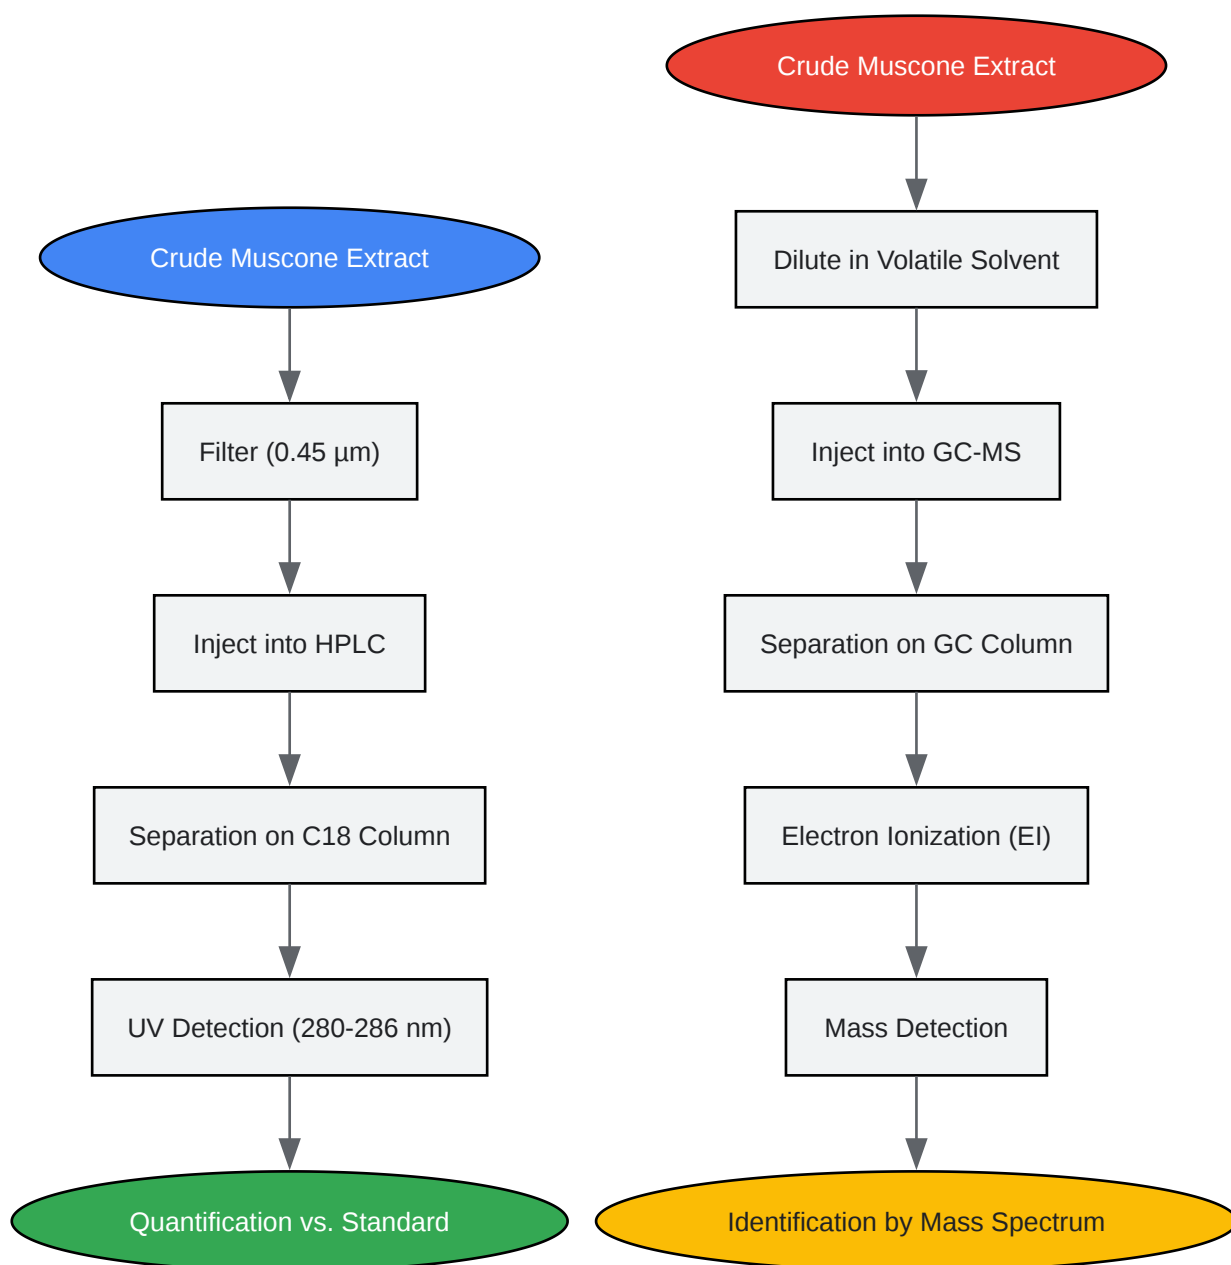 Crude Muscone Extract
Filter (0.45 µm)
Inject into HPLC
Separation on C18 Column
UV Detection (280-286 nm)
Quantification vs. Standard
Crude Muscone Extract
Dilute in Volatile Solvent
Inject into GC-MS
Separation on GC Column
Electron Ionization (EI)
Mass Detection
Identification by Mass Spectrum